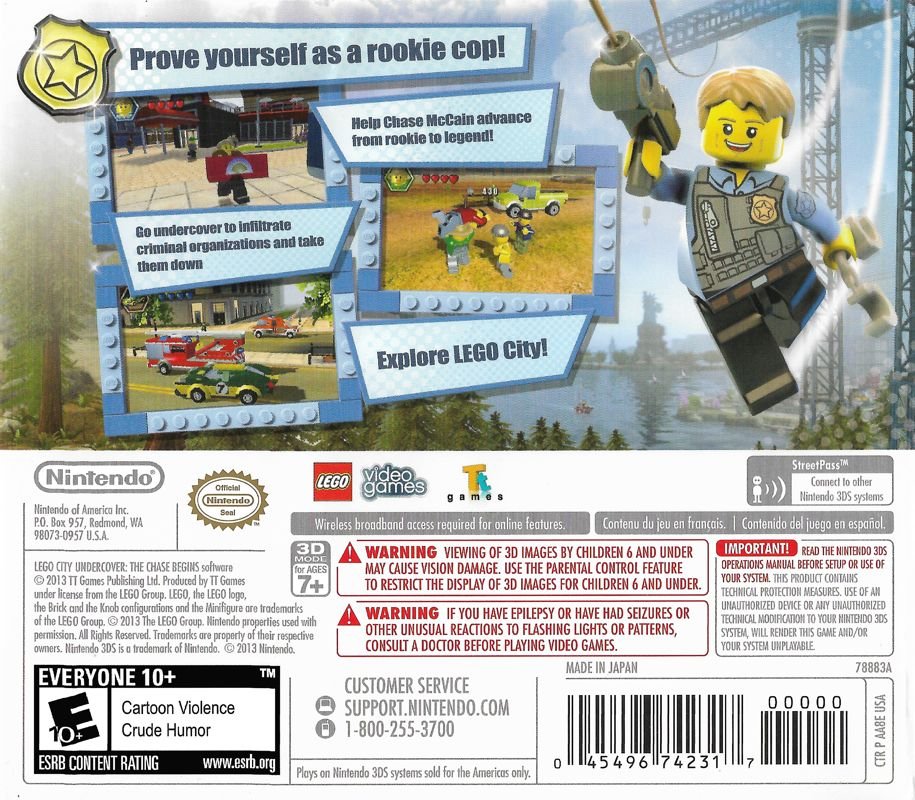 Prove yourself as a rookie cop!
Help Chase McCain advance
from rookie to legend!
430
Go undercover to infiltrate
criminal organizations and take
them down
7
Explore LEGO City!
Nintendo®
Nintendo of America Inc.
P.O. Box 957, Redmond, WA
98073-0957 U.S.A.
Official
Nintendo
Seal
LEGO
video
games
Tt
games
StreetPass™
Connect to other
Nintendo 3DS systems
Wireless broadband access required for online features.
Contenu du jeu en français. | Contenido del juego en español.
LEGO CITY UNDERCOVER: THE CHASE BEGINS software
© 2013 TT Games Publishing Ltd. Produced by TT Games
under license from the LEGO Group. LEGO, the LEGO logo,
the Brick and the Knob configurations and the Minifigure are trademarks
of the LEGO Group. © 2013 The LEGO Group. Nintendo properties used with
permission. All Rights Reserved. Trademarks are property of their respective
owners. Nintendo 3DS is a trademark of Nintendo. © 2013 Nintendo.
3D
MODE
for AGES
7+
WARNING VIEWING OF 3D IMAGES BY CHILDREN 6 AND UNDER
MAY CAUSE VISION DAMAGE. USE THE PARENTAL CONTROL FEATURE
TO RESTRICT THE DISPLAY OF 3D IMAGES FOR CHILDREN 6 AND UNDER.
WARNING IF YOU HAVE EPILEPSY OR HAVE HAD SEIZURES OR
OTHER UNUSUAL REACTIONS TO FLASHING LIGHTS OR PATTERNS,
CONSULT A DOCTOR BEFORE PLAYING VIDEO GAMES.
IMPORTANT! READ THE NINTENDO 3DS
OPERATIONS MANUAL BEFORE SETUP OR USE OF
YOUR SYSTEM. THIS PRODUCT CONTAINS
TECHNICAL PROTECTION MEASURES. USE OF AN
UNAUTHORIZED DEVICE OR ANY UNAUTHORIZED
TECHNICAL MODIFICATION TO YOUR NINTENDO 3DS
SYSTEM, WILL RENDER THIS GAME AND/OR
YOUR SYSTEM UNPLAYABLE.
MADE IN JAPAN
78883A
EVERYONE 10+ ™
E
10+
Cartoon Violence
Crude Humor
ESRB CONTENT RATING www.esrb.org
CUSTOMER SERVICE
SUPPORT.NINTENDO.COM
1-800-255-3700
Plays on Nintendo 3DS systems sold for the Americas only.
00000
0 45496 74231 7
CTR P AA8E USA